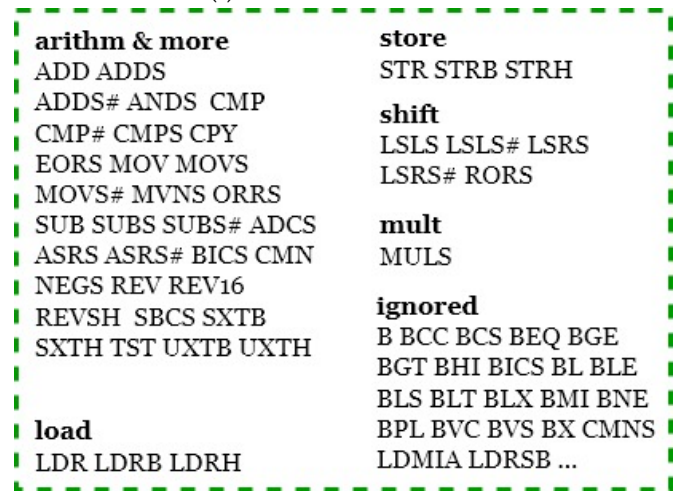 arithm & more
ADD ADDS
ADDS# ANDS CMP
CMP# CMPS CPY
EORS MOV MOVS
MOVS# MVNS ORRS
SUB SUBS SUBS# ADCS
ASRS ASRS# BICS CMN
NEGS REV REV16
REVSH SBCS SXTB
SXTH TST UXTB UXTH
load
LDR LDRB LDRH
store
STR STRB STRH
shift
LSLS LSLS# LSRS
LSRS# RORS
mult
MULS
ignored
B BCC BCS BEQ BGE
BGT BHI BICS BL BLE
BLS BLT BLX BMI BNE
BPL BVC BVS BX CMNS
LDMIA LDRSB ...